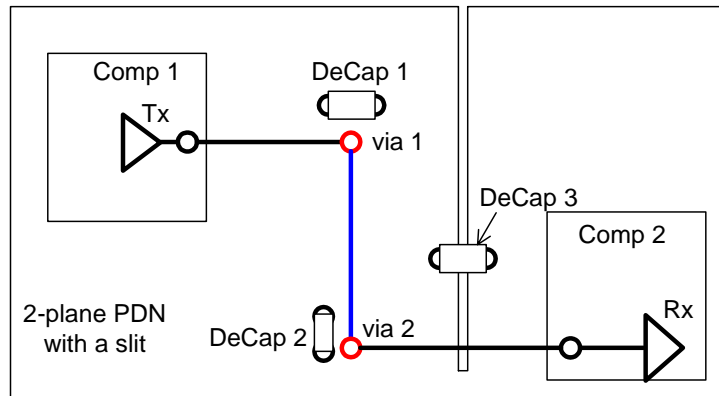 Comp 1
DeCap 1
Tx
via 1
DeCap 3
Comp 2
2-plane PDN
with a slit
DeCap 2
via 2
Rx